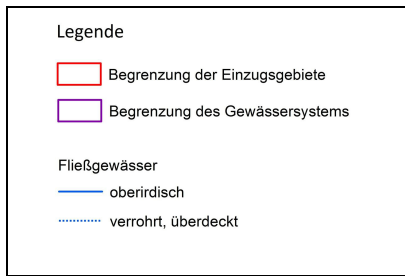 Legende
Begrenzung der Einzugsgebiete
Begrenzung des Gewässersystems
Fließgewässer
oberirdisch
verrohrt, überdeckt